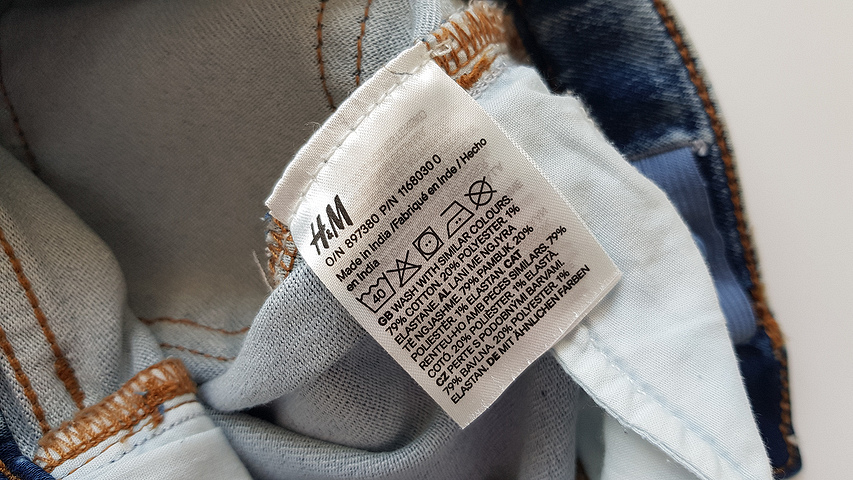 H&M
O/N 897380 P/N 1168030 0
Made in India /Fabriqué en Inde / Hecho
en India
40
GB WASH WITH SIMILAR COLOURS.
79% COTTON. 20% POLYESTER. 1%
ELASTANE. AL LANI ME NGJYRA
TË NGJASHME. 79% PAMBUK. 20%
POLIESTËR. 1% ELASTAN. CAT
RENTEU-HO AMB PECES SIMILARS. 79%
COTÓ. 20% POLIÈSTER. 1% ELASTÀ.
CZ PERTE S PODOBNÝMI BARVAMI.
79% BAVLNA. 20% POLYESTER. 1%
ELASTAN. DE MIT ÄHNLICHEN FARBEN